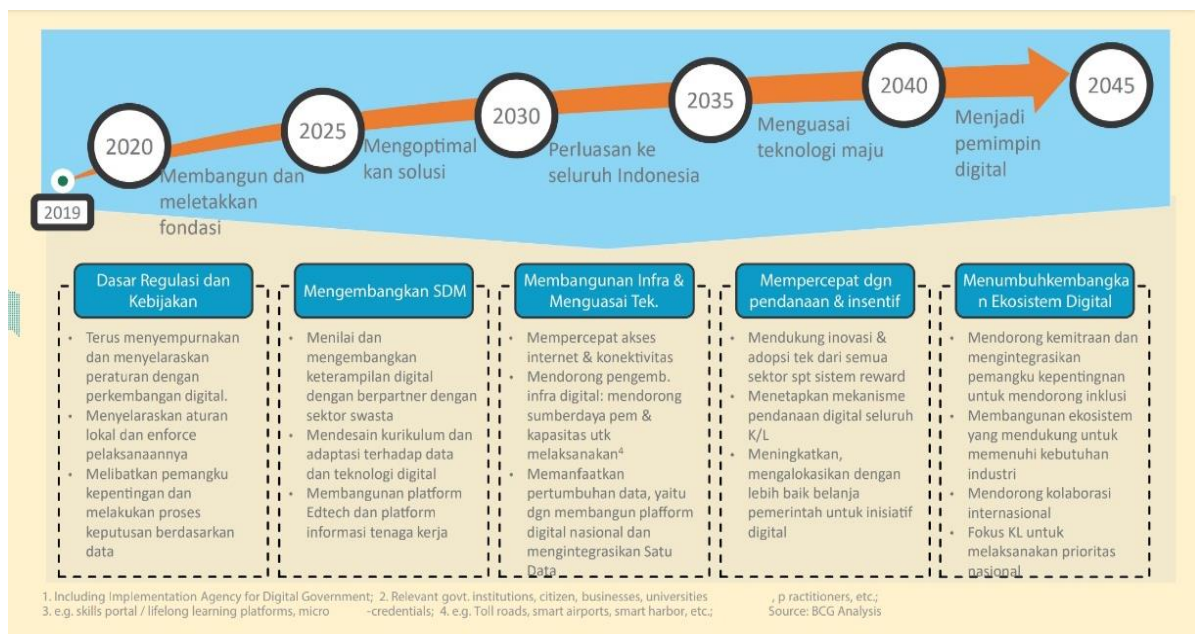 2019
2020
2025
2030
2035
2040
2045
Membangun dan
meletakkan
fondasi
Mengoptimal
kan solusi
Perluasan ke
seluruh Indonesia
Menguasai
teknologi maju
Menjadi
pemimpin
digital
Dasar Regulasi dan
Kebijakan
• Terus menyempurnakan
dan menyelaraskan
peraturan dengan
perkembangan digital.
• Menyelaraskan aturan
lokal dan enforce
pelaksanaannya
• Melibatkan pemangku
kepentingan dan
melakukan proses
keputusan berdasarkan
data
Mengembangkan SDM
• Menilai dan
mengembangkan
keterampilan digital
dengan berpartner dengan
sektor swasta
• Mendesain kurikulum dan
adaptasi terhadap data
dan teknologi digital
• Membangunan platform
Edtech dan platform
informasi tenaga kerja
Membangunan Infra &
Menguasai Tek.
• Mempercepat akses
internet & konektivitas
• Mendorong pengemb.
infra digital: mendorong
sumberdaya pem &
kapasitas utk
melaksanakan⁴
• Memanfaatkan
pertumbuhan data, yaitu
dgn membangun plafform
digital nasional dan
mengintegrasikan Satu
Data
Mempercepat dgn
pendanaan & insentif
• Mendukung inovasi &
adopsi tek dari semua
sektor spt sistem reward
• Menetapkan mekanisme
pendanaan digital seluruh
K/L
• Meningkatkan,
mengalokasikan dengan
lebih baik belanja
pemerintah untuk inisiatif
digital
Menumbuhkembangka
n Ekosistem Digital
• Mendorong kemitraan dan
mengintegrasikan
pemangku kepentingnan
untuk mendorong inklusi
• Membangunan ekosistem
yang mendukung untuk
memenuhi kebutuhan
industri
• Mendorong kolaborasi
internasional
• Fokus KL untuk
melaksanakan prioritas
nasional
1. Including Implementation Agency for Digital Government; 2. Relevant govt. institutions, citizen, businesses, universities , p ractitioners, etc.;
3. e.g. skills portal / lifelong learning platforms, micro -credentials; 4. e.g. Toll roads, smart airports, smart harbor, etc.; Source: BCG Analysis